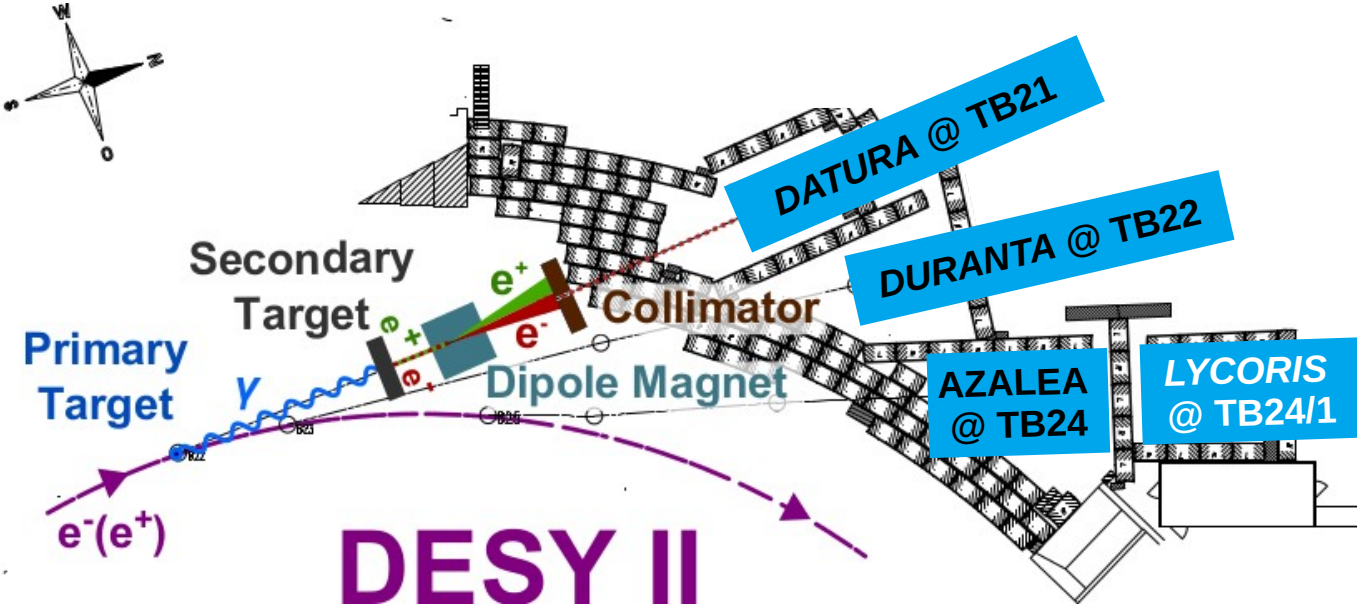 W
N
S
O
DATURA @ TB21
DURANTA @ TB22
Secondary
Target
e+
e+
Collimator
e-
e-
Primary
Target
γ
Dipole Magnet
AZALEA
@ TB24
LYCORIS
@ TB24/1
e-(e+)
DESY II